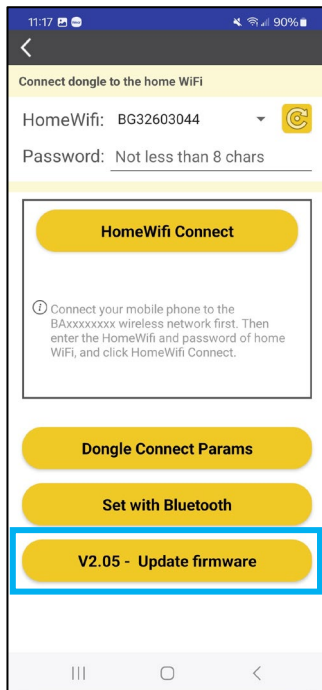 11:17 90%
Connect dongle to the home WiFi
HomeWifi: BG32603044
Password: Not less than 8 chars
HomeWifi Connect
Connect your mobile phone to the
BAxxxxxxxx wireless network first. Then
enter the HomeWifi and password of home
WiFi, and click HomeWifi Connect.
Dongle Connect Params
Set with Bluetooth
V2.05 - Update firmware